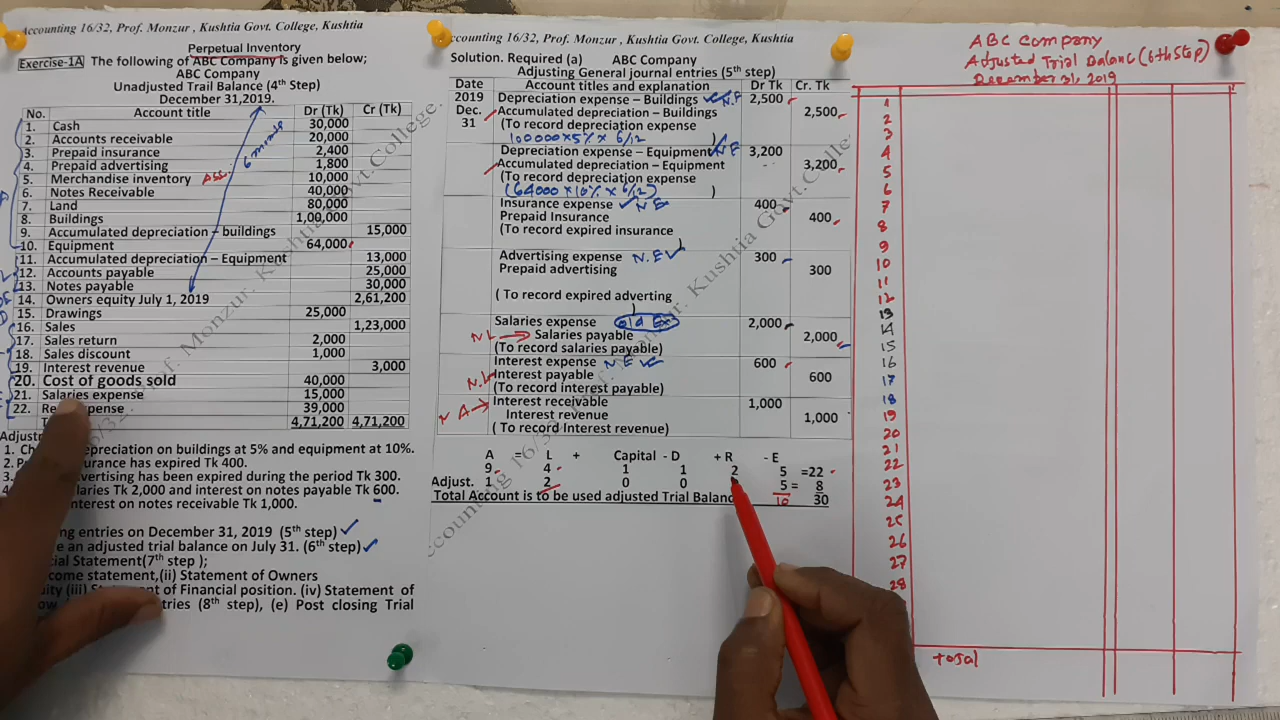 Accounting 16/32, Prof. Monzur , Kushtia Govt. College, Kushtia
Perpetual Inventory
Exercise-1A The following of ABC Company is given below;
ABC Company
Unadjusted Trail Balance (4th Step)
December 31,2019.
No. Account title Dr (Tk) Cr (Tk)
1. Cash 30,000
2. Accounts receivable 20,000
3. Prepaid insurance 2,400
4. Prepaid advertising 1,800
5. Merchandise inventory 10,000
6. Notes Receivable 40,000
7. Land 80,000
8. Buildings 1,00,000
9. Accumulated depreciation – buildings 15,000
10. Equipment 64,000
11. Accumulated depreciation – Equipment 13,000
12. Accounts payable 25,000
13. Notes payable 30,000
14. Owners equity July 1, 2019 2,61,200
15. Drawings 25,000
16. Sales 1,23,000
17. Sales return 2,000
18. Sales discount 1,000
19. Interest revenue 3,000
20. Cost of goods sold 40,000
21. Salaries expense 15,000
22. expense 39,000
4,71,200 4,71,200
6 month
1. depreciation on buildings at 5% and equipment at 10%.
2. has expired Tk 400.
3. has been expired during the period Tk 300.
Tk 2,000 and interest on notes payable Tk 600.
on notes receivable Tk 1,000.
entries on December 31, 2019 (5th step)
an adjusted trial balance on July 31. (6th step)
Statement(7th step );
statement,(ii) Statement of Owners
(iii) of Financial position. (iv) Statement of
(8th step), (e) Post closing Trial
Accounting 16/32, Prof. Monzur , Kushtia Govt. College, Kushtia
Solution. Required (a) ABC Company
Adjusting General journal entries (5th step)
Date Account titles and explanation Dr Tk Cr. Tk
2019 Depreciation expense – Buildings N.E 2,500
Dec. Accumulated depreciation – Buildings 2,500
31 (To record depreciation expense
100000×5%×6/12 )
Depreciation expense – Equipment N E 3,200
Accumulated depreciation – Equipment 3,200
(To record depreciation expense
(64000×10%×6/12) )
Insurance expense N E 400
Prepaid Insurance 400
(To record expired insurance
)
Advertising expense N.E 300
Prepaid advertising 300
( To record expired adverting
)
Salaries expense old Ex 2,000
N L Salaries payable 2,000
(To record salaries payable)
Interest expense N E 600
N.L Interest payable 600
(To record interest payable)
N A Interest receivable 1,000
Interest revenue 1,000
( To record Interest revenue)
A = L + Capital - D + R - E
9 4 1 1 2 5 =22
Adjust. 1 2 0 0 5 = 8
Total Account is to be used adjusted Trial Balanc 10 30
ABC Company
Adjusted Trial Balanc (6th Step)
December 31, 2019
1
2
3
4
5
6
7
8
9
10
11
12
13
14
15
16
17
18
19
20
21
22
23
24
25
26
27
28
total